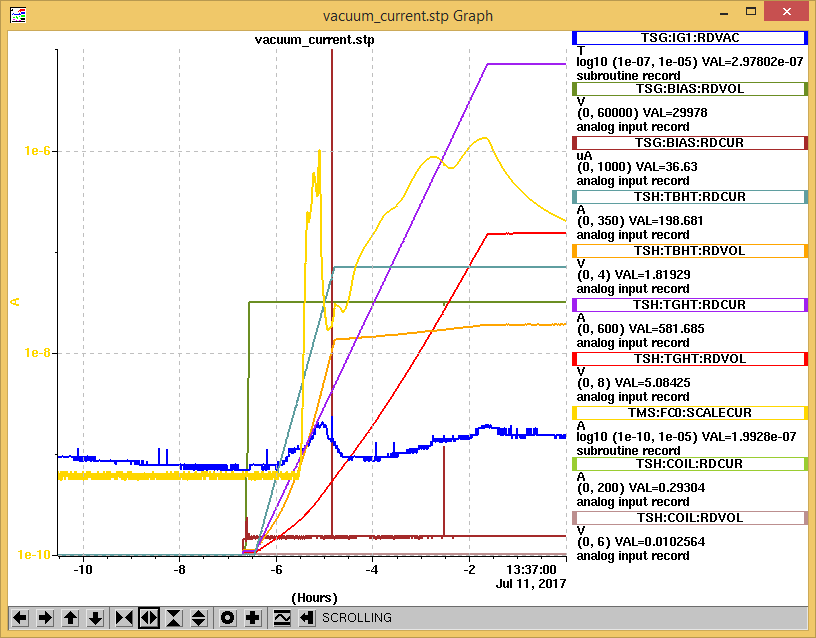 vacuum_current.stp Graph
vacuum_current.stp
1e-6
1e-8
1e-10
A
-10
-8
-6
-4
-2
13:37:00
Jul 11, 2017
(Hours)
TSG:IG1:RDVAC
T
log10 (1e-07, 1e-05) VAL=2.97802e-07
subroutine record
TSG:BIAS:RDVOL
V
(0, 60000) VAL=29978
analog input record
TSG:BIAS:RDCUR
uA
(0, 1000) VAL=36.63
analog input record
TSH:TBHT:RDCUR
A
(0, 350) VAL=198.681
analog input record
TSH:TBHT:RDVOL
V
(0, 4) VAL=1.81929
analog input record
TSH:TGHT:RDCUR
A
(0, 600) VAL=581.685
analog input record
TSH:TGHT:RDVOL
V
(0, 8) VAL=5.08425
analog input record
TMS:FC0:SCALECUR
A
log10 (1e-10, 1e-05) VAL=1.9928e-07
subroutine record
TSH:COIL:RDCUR
A
(0, 200) VAL=0.29304
analog input record
TSH:COIL:RDVOL
V
(0, 6) VAL=0.0102564
analog input record
SCROLLING